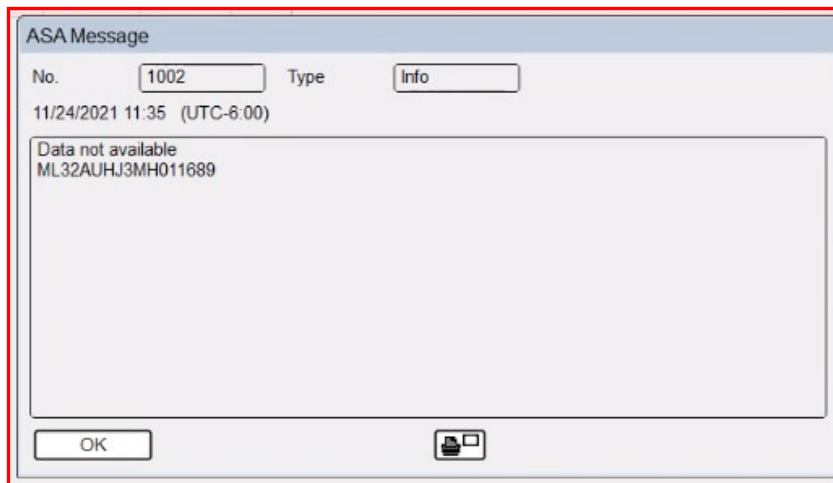 ASA Message
No. 1002 Type Info
11/24/2021 11:35 (UTC-6:00)
Data not available
ML32AUHJ3MH011689
OK